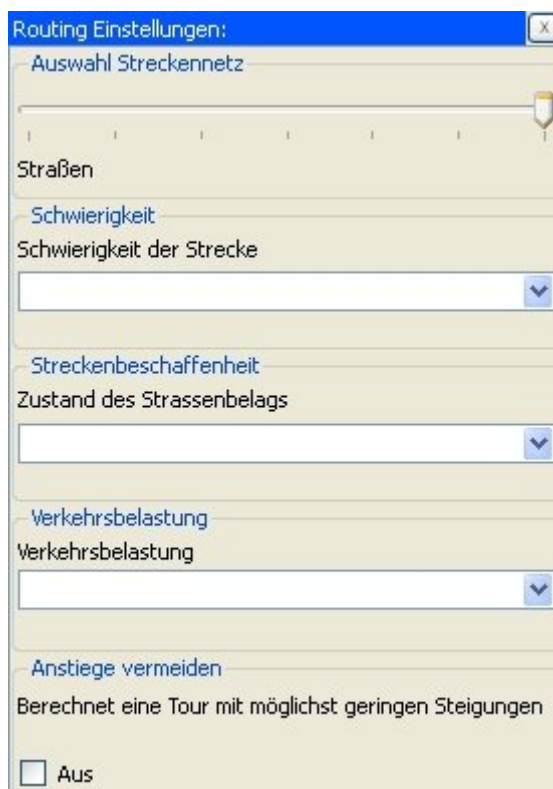 Routing Einstellungen: x
Auswahl Streckennetz
Straßen
Schwierigkeit
Schwierigkeit der Strecke
Streckenbeschaffenheit
Zustand des Strassenbelags
Verkehrsbelastung
Verkehrsbelastung
Anstiege vermeiden
Berechnet eine Tour mit möglichst geringen Steigungen
Aus